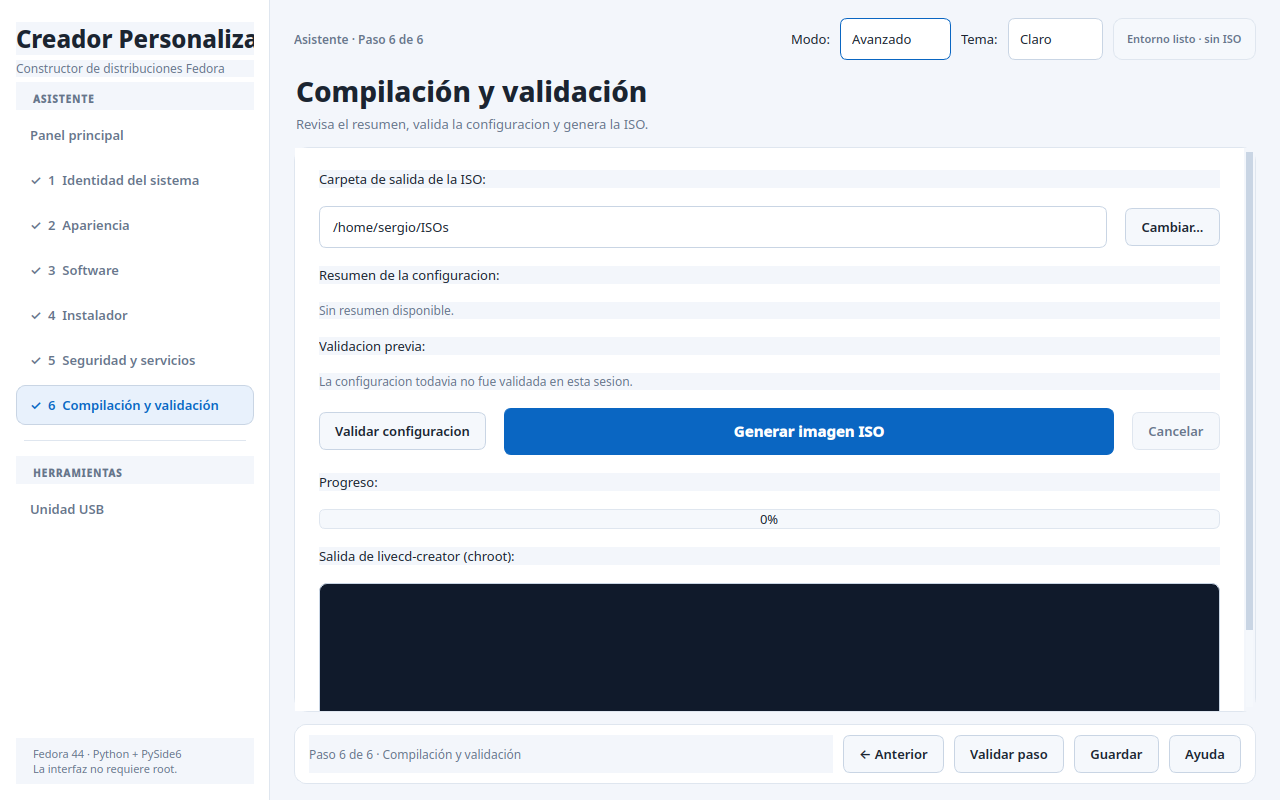 Creador Personaliza
Constructor de distribuciones Fedora
ASISTENTE
Panel principal
✓ 1 Identidad del sistema
✓ 2 Apariencia
✓ 3 Software
✓ 4 Instalador
✓ 5 Seguridad y servicios
✓ 6 Compilación y validación
HERRAMIENTAS
Unidad USB
Fedora 44 · Python + PySide6
La interfaz no requiere root.
Asistente · Paso 6 de 6
Modo: Avanzado Tema: Claro Entorno listo · sin ISO
Compilación y validación
Revisa el resumen, valida la configuracion y genera la ISO.
Carpeta de salida de la ISO:
/home/sergio/ISOs Cambiar...
Resumen de la configuracion:
Sin resumen disponible.
Validacion previa:
La configuracion todavia no fue validada en esta sesion.
Validar configuracion Generar imagen ISO Cancelar
Progreso:
0%
Salida de livecd-creator (chroot):
Paso 6 de 6 · Compilación y validación ← Anterior Validar paso Guardar Ayuda